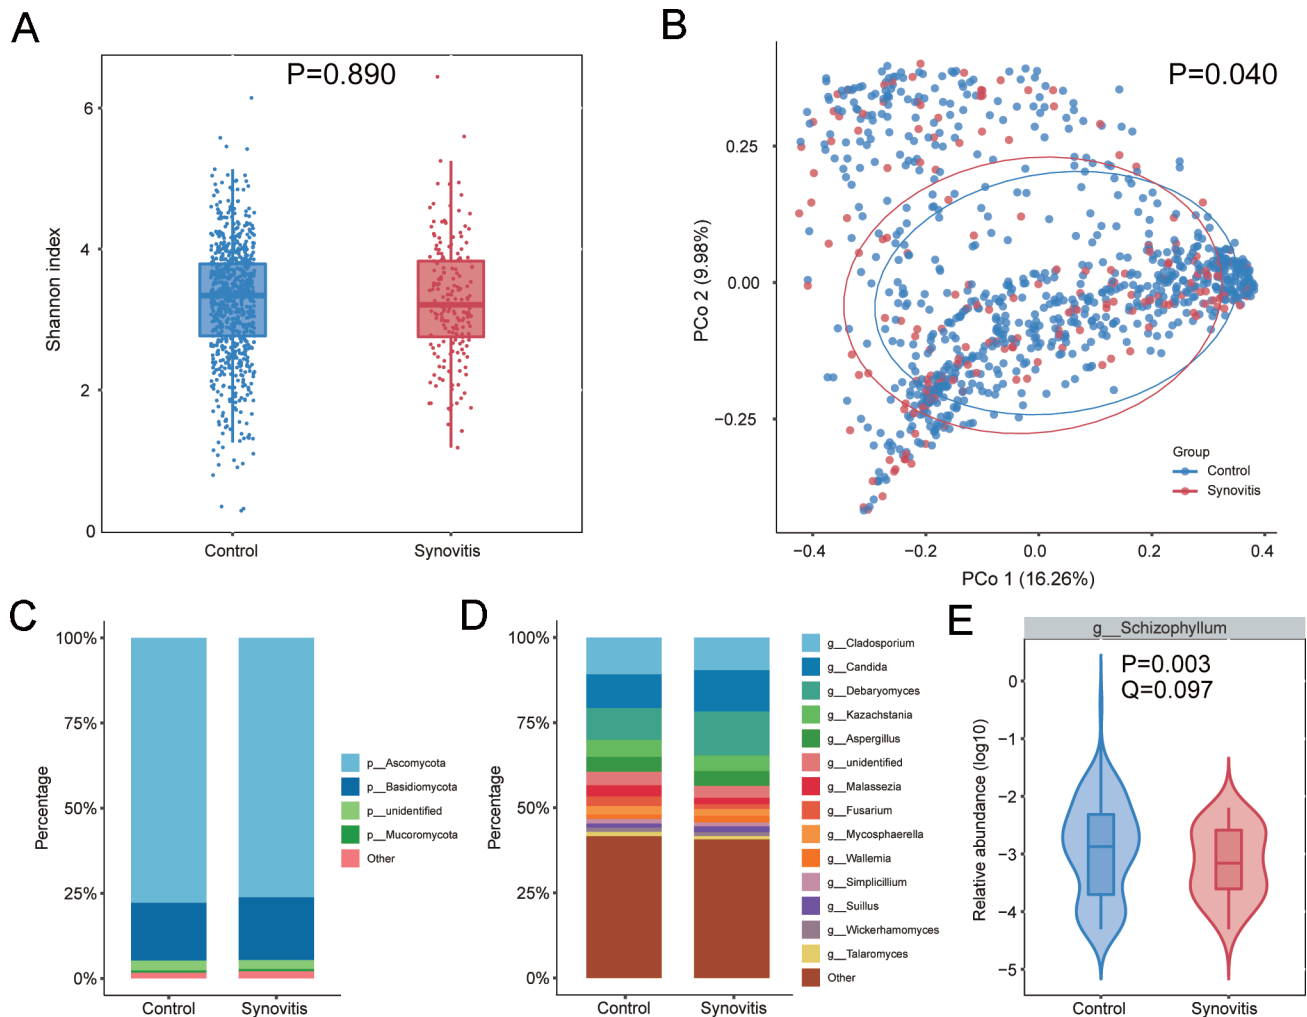 A
P=0.890
Shannon index
6
4
2
0
Control
Synovitis
B
P=0.040
PCo 2 (9.98%)
0.25
0.00
−0.25
Group
Control
Synovitis
−0.4
−0.2
0.0
0.2
0.4
PCo 1 (16.26%)
C
Percentage
100%
75%
50%
25%
0%
Control
Synovitis
p__Ascomycota
p__Basidiomycota
p__unidentified
p__Mucoromycota
Other
D
Percentage
100%
75%
50%
25%
0%
Control
Synovitis
g__Cladosporium
g__Candida
g__Debaryomyces
g__Kazachstania
g__Aspergillus
g__unidentified
g__Malassezia
g__Fusarium
g__Mycosphaerella
g__Wallemia
g__Simplicillium
g__Suillus
g__Wickerhamomyces
g__Talaromyces
Other
E
g__Schizophyllum
P=0.003
Q=0.097
Relative abundance (log10)
0
−1
−2
−3
−4
−5
Control
Synovitis